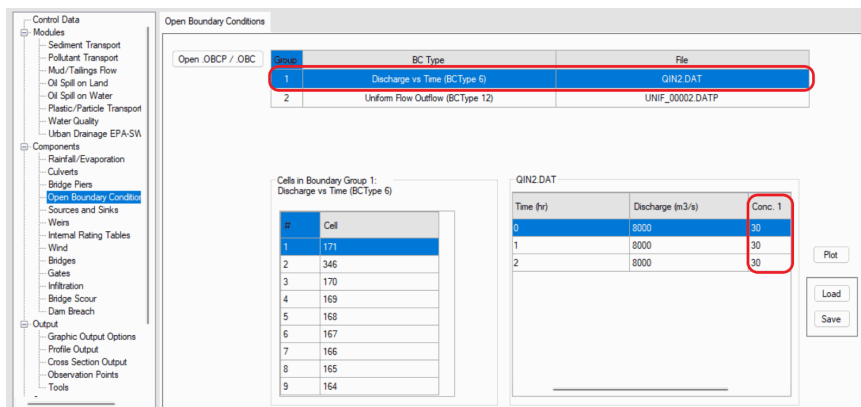 Control Data
Modules
Sediment Transport
Pollutant Transport
Mud/Tailings Flow
Oil Spill on Land
Oil Spill on Water
Plastic/Particle Transport
Water Quality
Urban Drainage EPA-SW
Components
Rainfall/Evaporation
Culverts
Bridge Piers
Open Boundary Condition
Sources and Sinks
Weirs
Internal Rating Tables
Wind
Bridges
Gates
Infiltration
Bridge Scour
Dam Breach
Output
Graphic Output Options
Profile Output
Cross Section Output
Observation Points
Tools
Open Boundary Conditions
Open .OBCP / .OBC
Group BC Type File
1 Discharge vs Time (BCType 6) QIN2.DAT
2 Uniform Flow Outflow (BCType 12) UNIF_00002.DATP
Cells in Boundary Group 1:
Discharge vs Time (BCType 6)
# Cell
1 171
2 346
3 170
4 169
5 168
6 167
7 166
8 165
9 164
QIN2.DAT
Time (hr) Discharge (m3/s) Conc. 1
0 8000 30
1 8000 30
2 8000 30
Plot
Load
Save